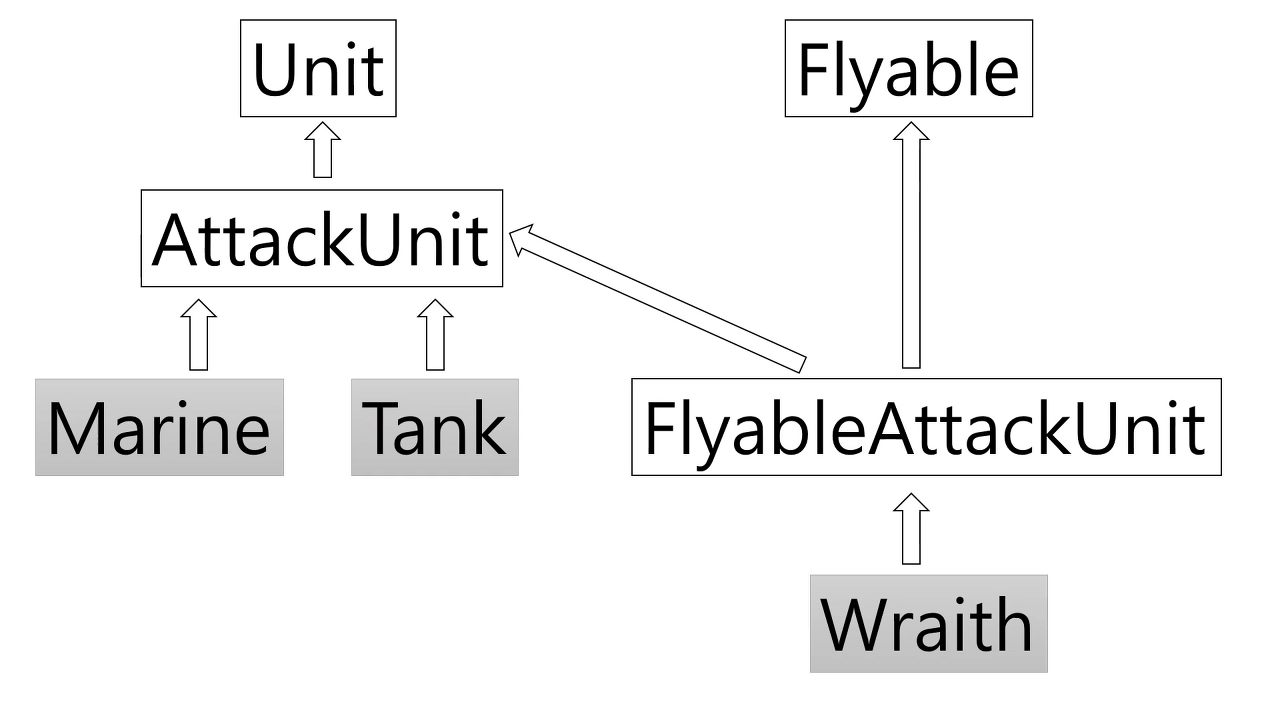 Unit
Flyable
AttackUnit
Marine
Tank
FlyableAttackUnit
Wraith